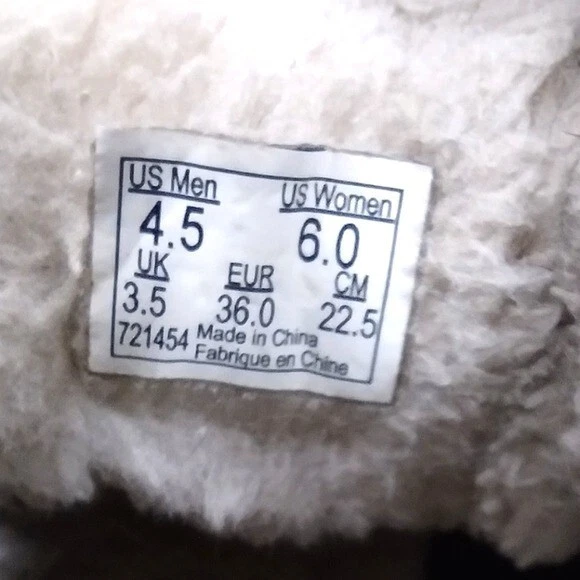 US Men US Women
4.5 6.0
UK EUR CM
3.5 36.0 22.5
721454 Made in China
Fabrique en Chine